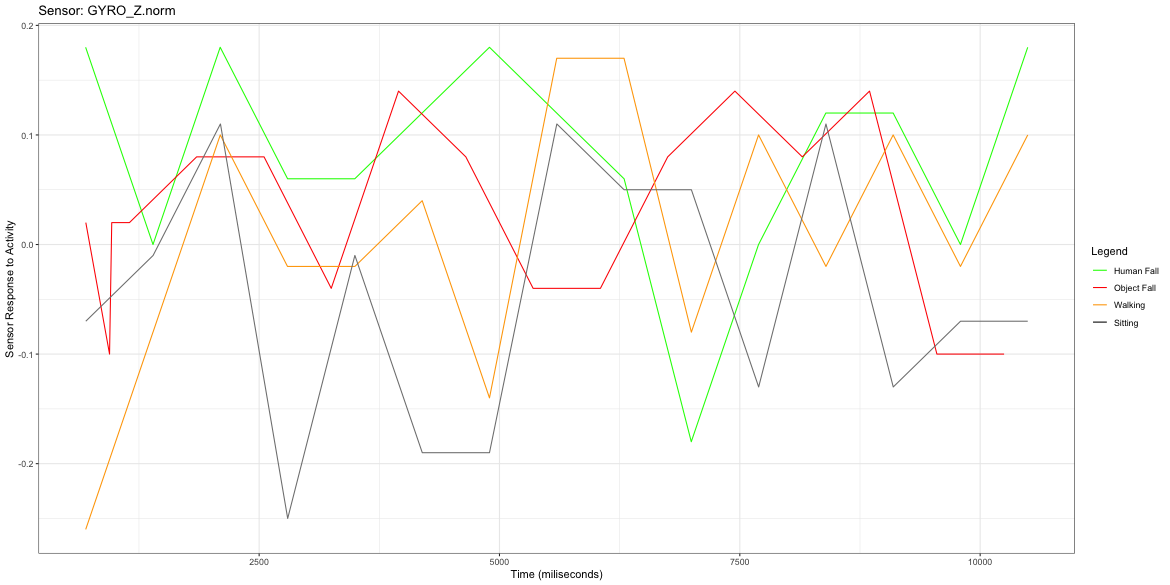 Sensor: GYRO_Z.norm
Sensor Response to Activity
0.2
0.1
0.0
-0.1
-0.2
2500
5000
7500
10000
Time (miliseconds)
Legend
Human Fall
Object Fall
Walking
Sitting